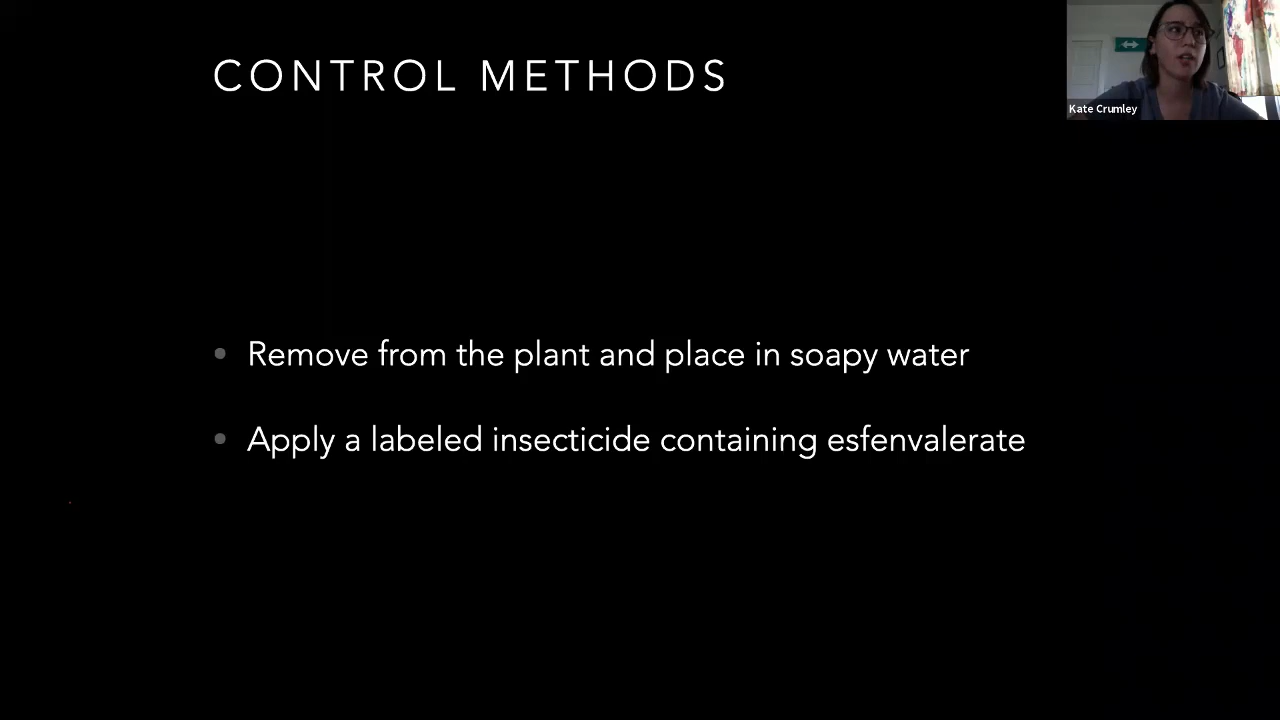 CONTROL METHODS
Kate Crumley
Remove from the plant and place in soapy water
Apply a labeled insecticide containing esfenvalerate